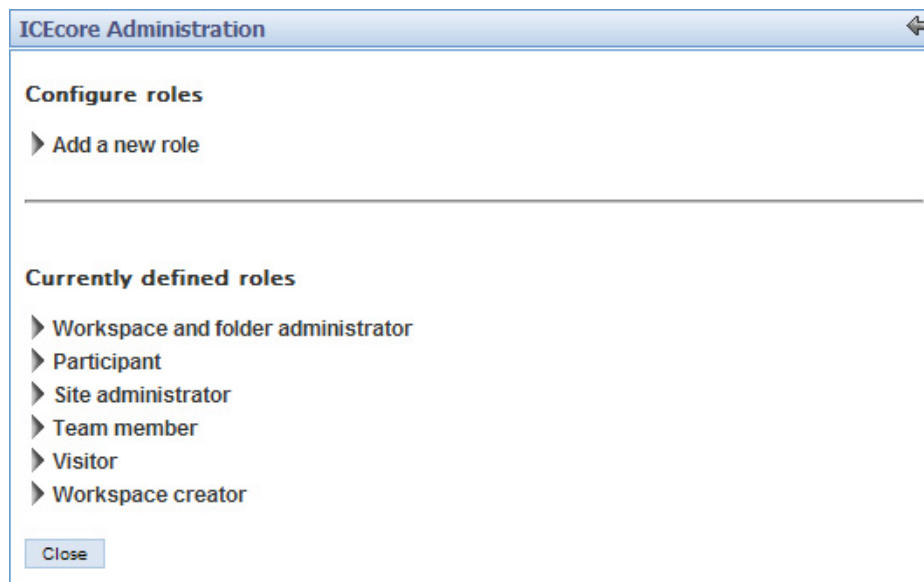 ICEcore Administration
Configure roles
Add a new role
Currently defined roles
Workspace and folder administrator
Participant
Site administrator
Team member
Visitor
Workspace creator
Close